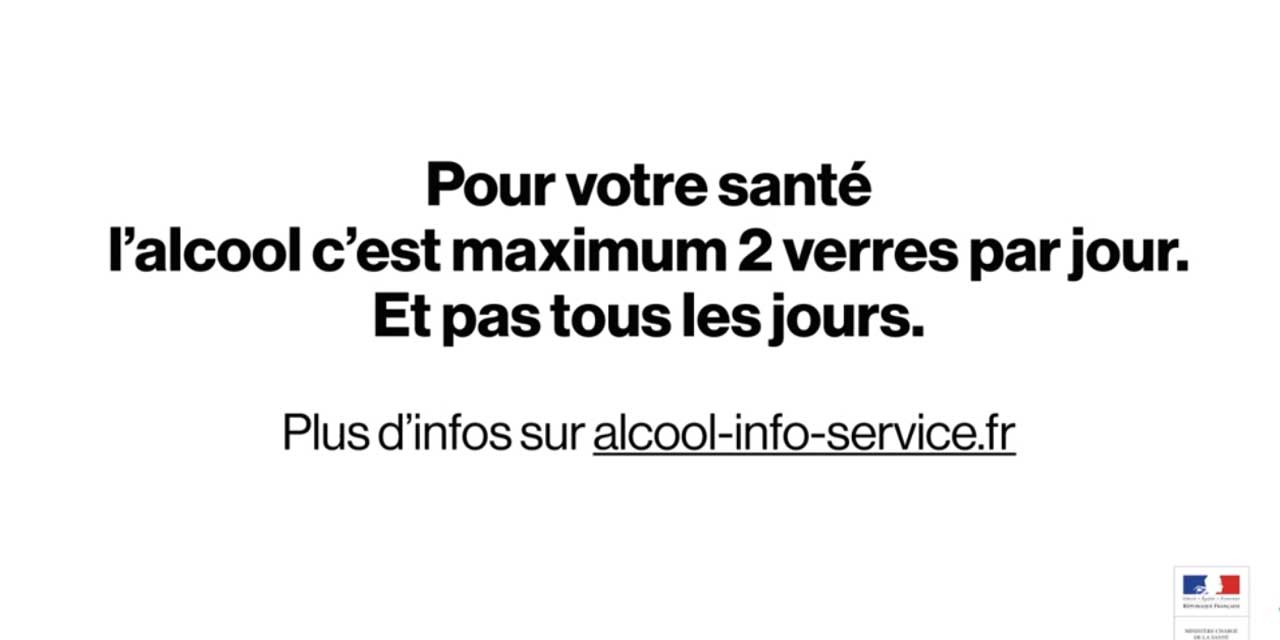 Pour votre santé
l’alcool c’est maximum 2 verres par jour.
Et pas tous les jours.
Plus d’infos sur alcool-info-service.fr
RÉPUBLIQUE FRANÇAISE
MINISTÈRE CHARGÉ
DE LA SANTÉ